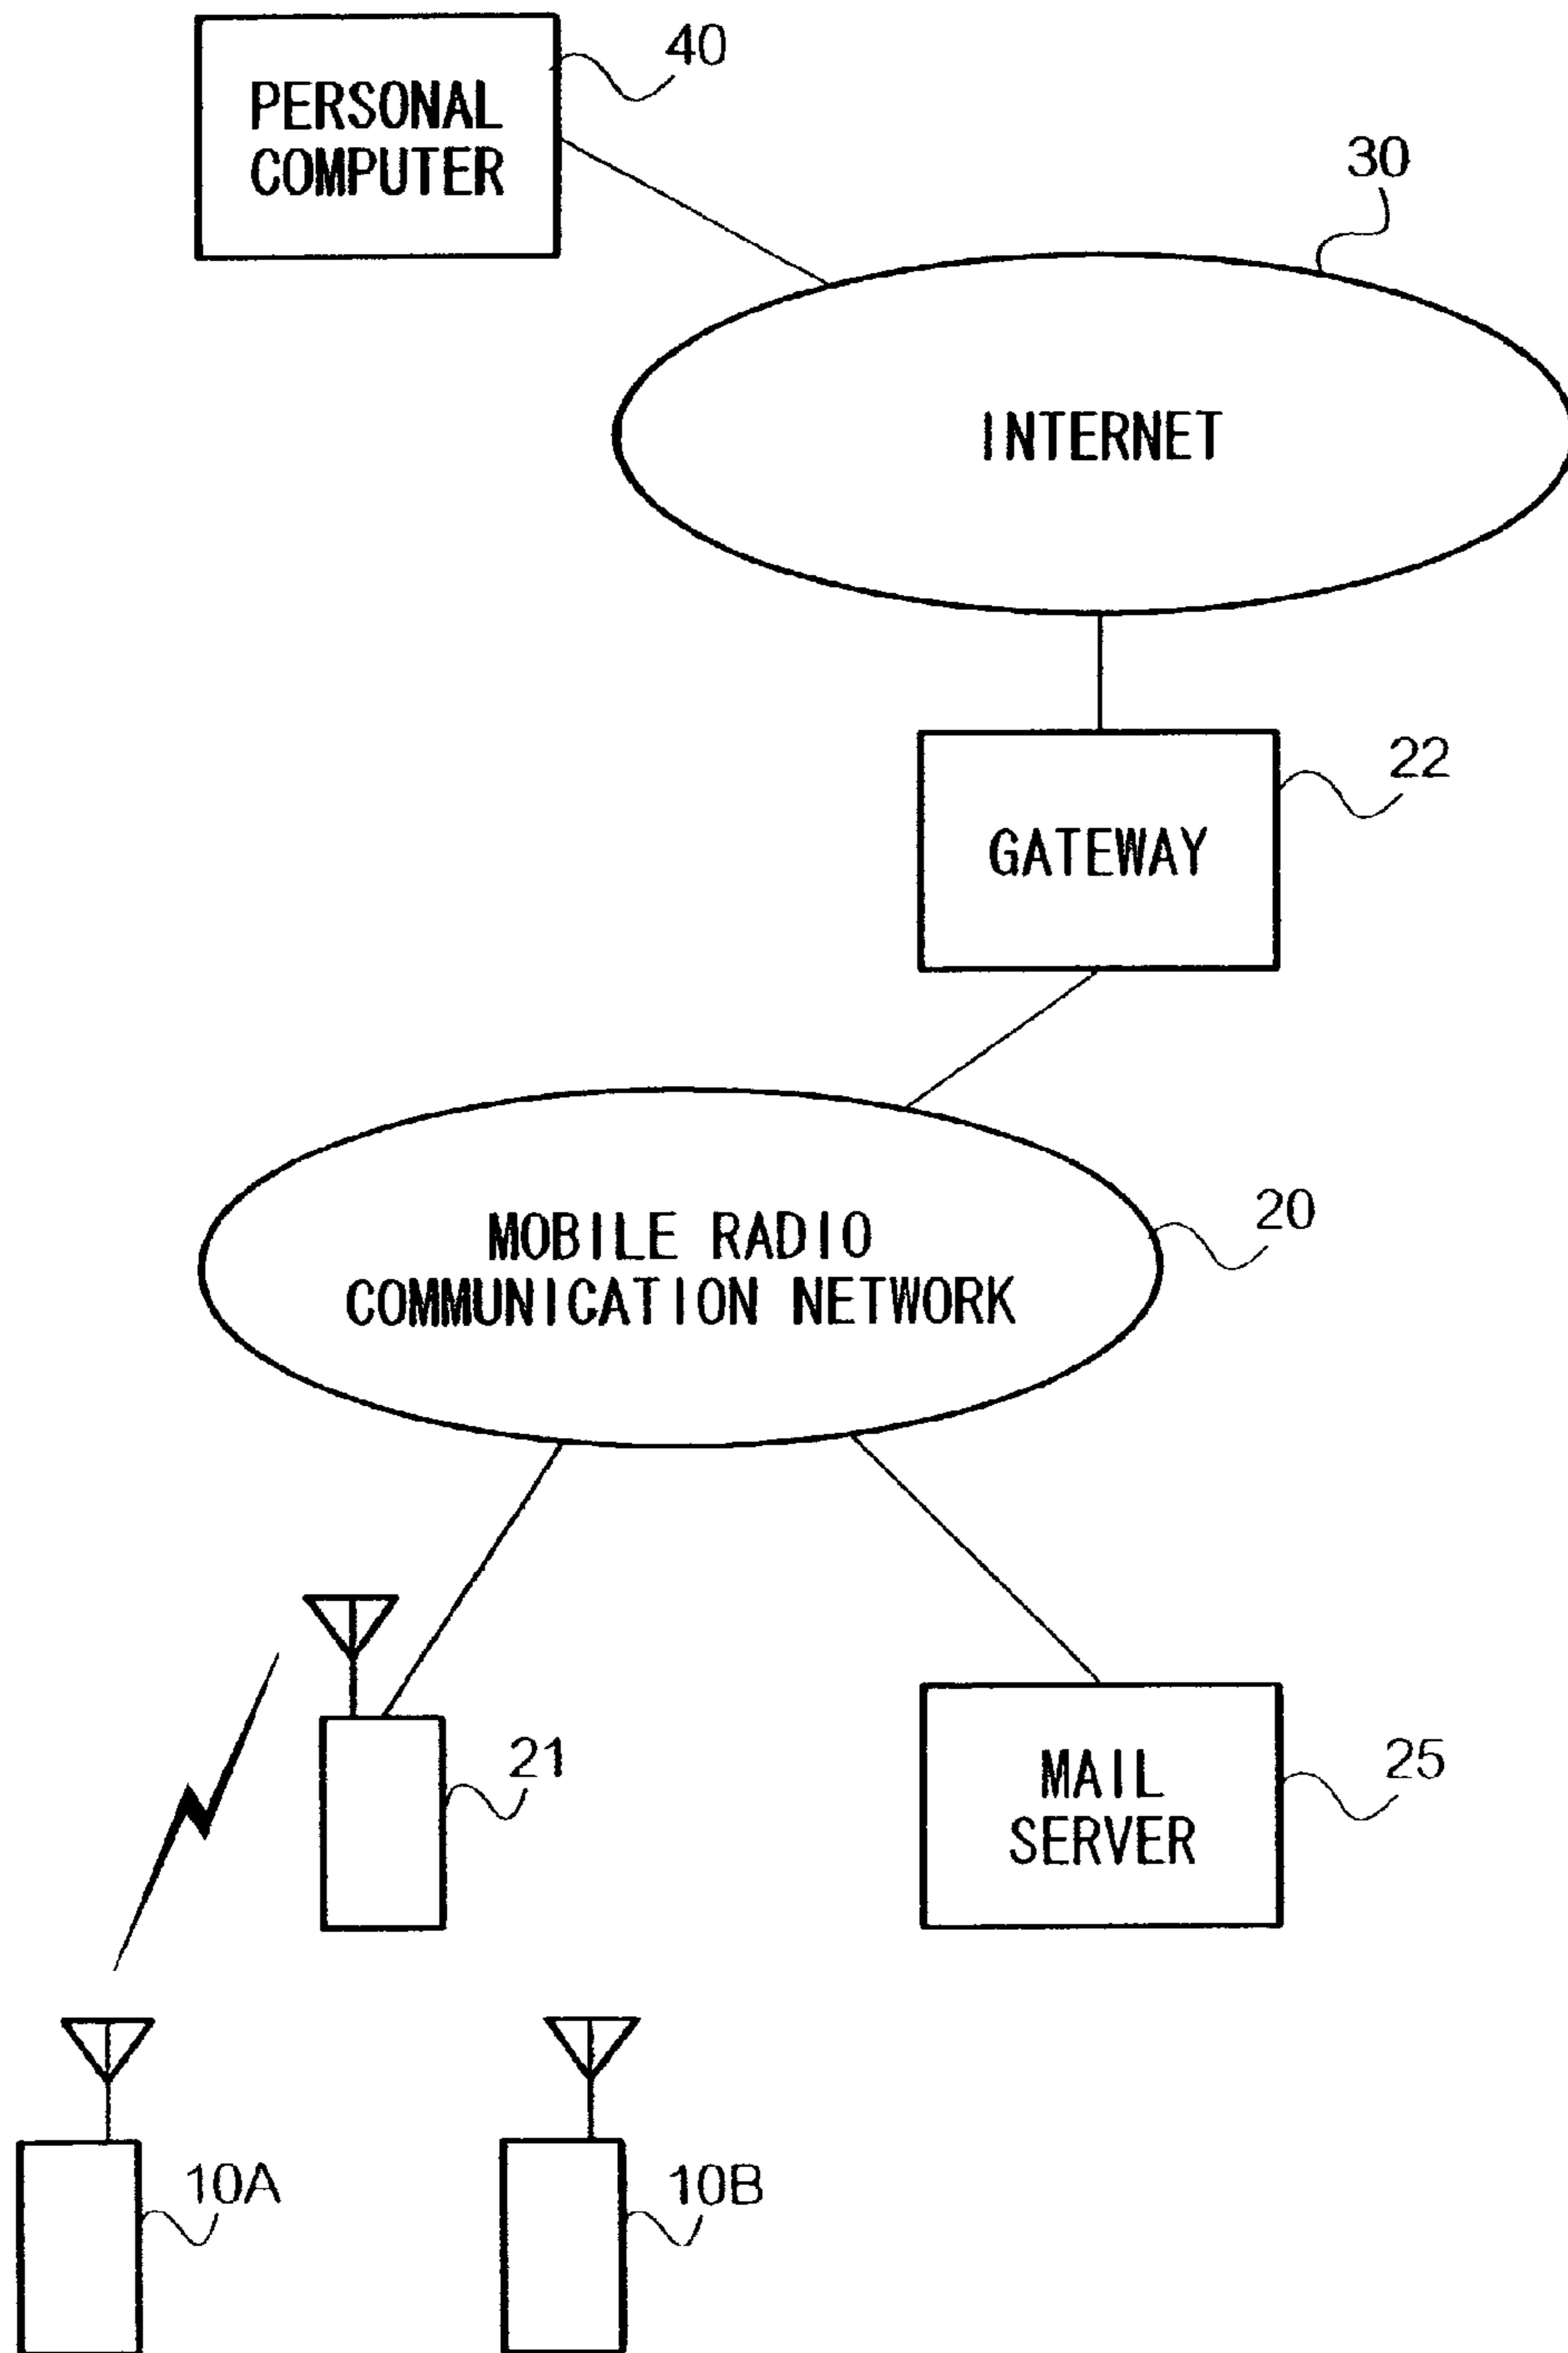 40
PERSONAL
COMPUTER
30
INTERNET
22
GATEWAY
20
MOBILE RADIO
COMMUNICATION NETWORK
21
25
MAIL
SERVER
10A
10B